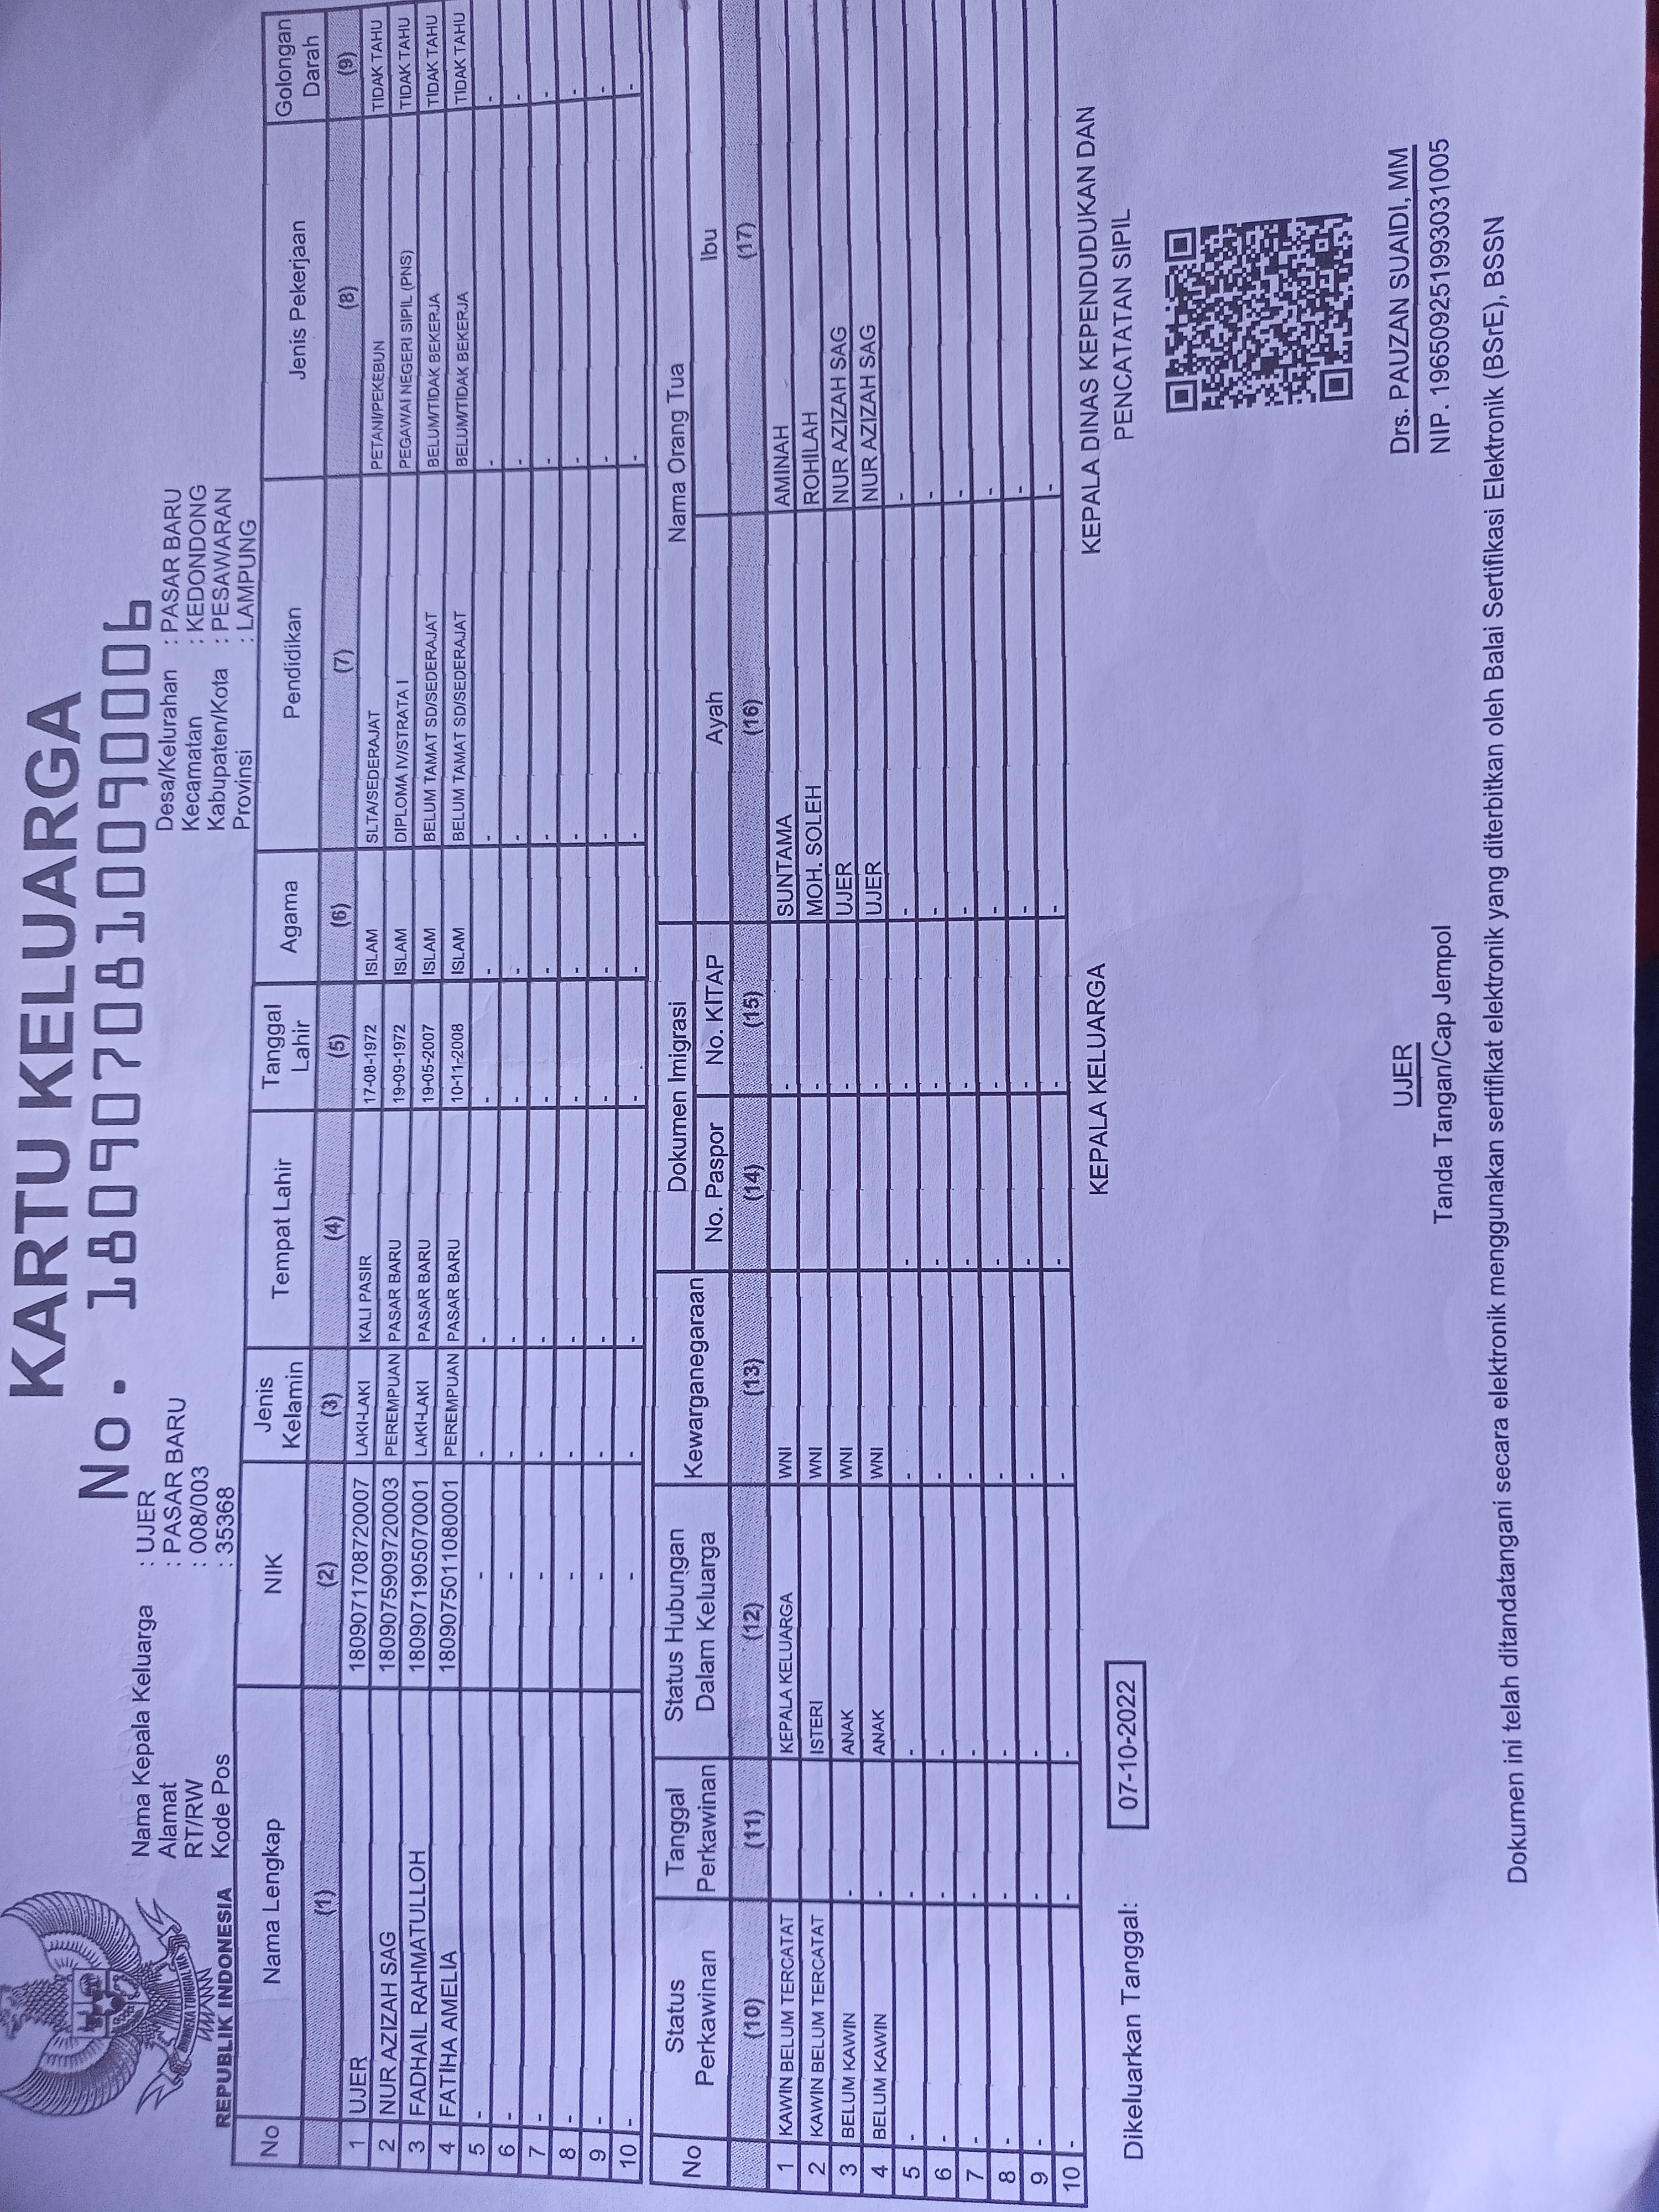 KARTU KELUARGA
No. 1809070810090006
REPUBLIK INDONESIA
Nama Kepala Keluarga : UJER
Alamat : PASAR BARU
RT/RW : 008/003
Kode Pos : 35368
Desa/Kelurahan : PASAR BARU
Kecamatan : KEDONDONG
Kabupaten/Kota : PESAWARAN
Provinsi : LAMPUNG
No Nama Lengkap NIK Jenis Kelamin Tempat Lahir Tanggal Lahir Agama Pendidikan Jenis Pekerjaan Golongan Darah
(1) (2) (3) (4) (5) (6) (7) (8) (9)
1 UJER 1809071708720007 LAKI-LAKI KALI PASIR 17-08-1972 ISLAM SLTA/SEDERAJAT PETANI/PEKEBUN TIDAK TAHU
2 NUR AZIZAH SAG 1809075909720003 PEREMPUAN PASAR BARU 19-09-1972 ISLAM DIPLOMA IV/STRATA I PEGAWAI NEGERI SIPIL (PNS) TIDAK TAHU
3 FADHAIL RAHMATULLOH 1809071905070001 LAKI-LAKI PASAR BARU 19-05-2007 ISLAM BELUM TAMAT SD/SEDERAJAT BELUM/TIDAK BEKERJA TIDAK TAHU
4 FATIHA AMELIA 1809075011080001 PEREMPUAN PASAR BARU 10-11-2008 ISLAM BELUM TAMAT SD/SEDERAJAT BELUM/TIDAK BEKERJA TIDAK TAHU
5 - - - - - - - - -
6 - - - - - - - - -
7 - - - - - - - - -
8 - - - - - - - - -
9 - - - - - - - - -
10 - - - - - - - - -
No Status Perkawinan Tanggal Perkawinan Status Hubungan Dalam Keluarga Kewarganegaraan Dokumen Imigrasi Nama Orang Tua
No. Paspor No. KITAP Ayah Ibu
(10) (11) (12) (13) (14) (15) (16) (17)
1 KAWIN BELUM TERCATAT KEPALA KELUARGA WNI - SUNTAMA AMINAH
2 KAWIN BELUM TERCATAT ISTERI WNI - MOH. SOLEH ROHILAH
3 BELUM KAWIN - ANAK WNI - UJER NUR AZIZAH SAG
4 BELUM KAWIN - ANAK WNI - UJER NUR AZIZAH SAG
5 - - - - - - - -
6 - - - - - - - -
7 - - - - - - - -
8 - - - - - - - -
9 - - - - - - - -
10 - - - - - - - -
Dikeluarkan Tanggal: 07-10-2022
KEPALA KELUARGA
UJER
Tanda Tangan/Cap Jempol
KEPALA DINAS KEPENDUDUKAN DAN
PENCATATAN SIPIL
Drs. PAUZAN SUAIDI, MM
NIP. 196509251993031005
Dokumen ini telah ditandatangani secara elektronik menggunakan sertifikat elektronik yang diterbitkan oleh Balai Sertifikasi Elektronik (BSrE), BSSN